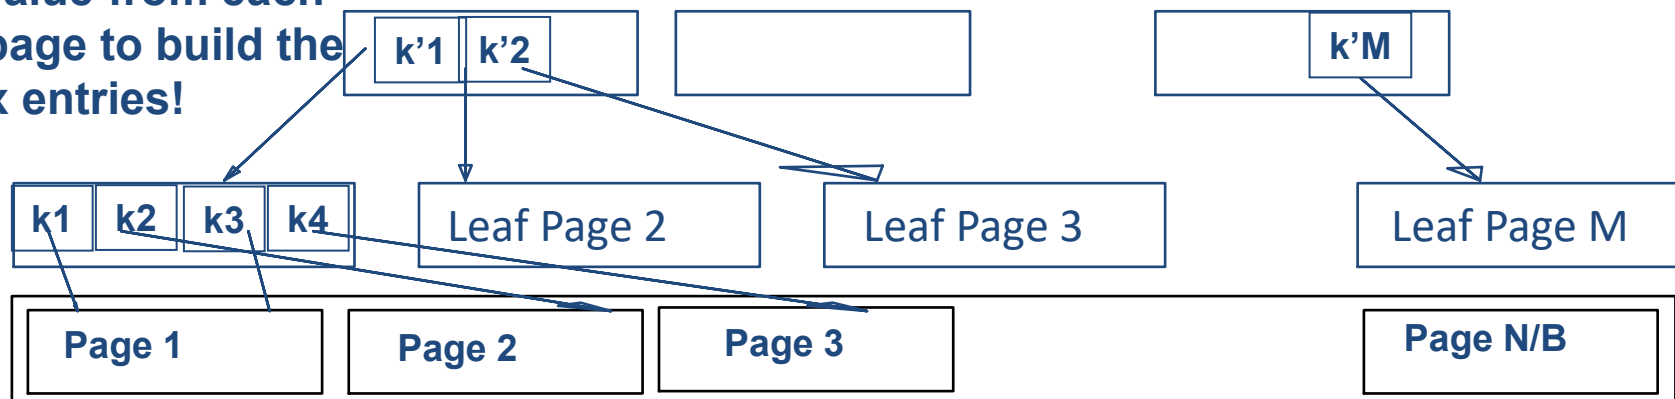 page to build the
entries!
k’1 k’2
k’M
k1 k2 k3 k4
Leaf Page 2
Leaf Page 3
Leaf Page M
Page 1
Page 2
Page 3
Page N/B